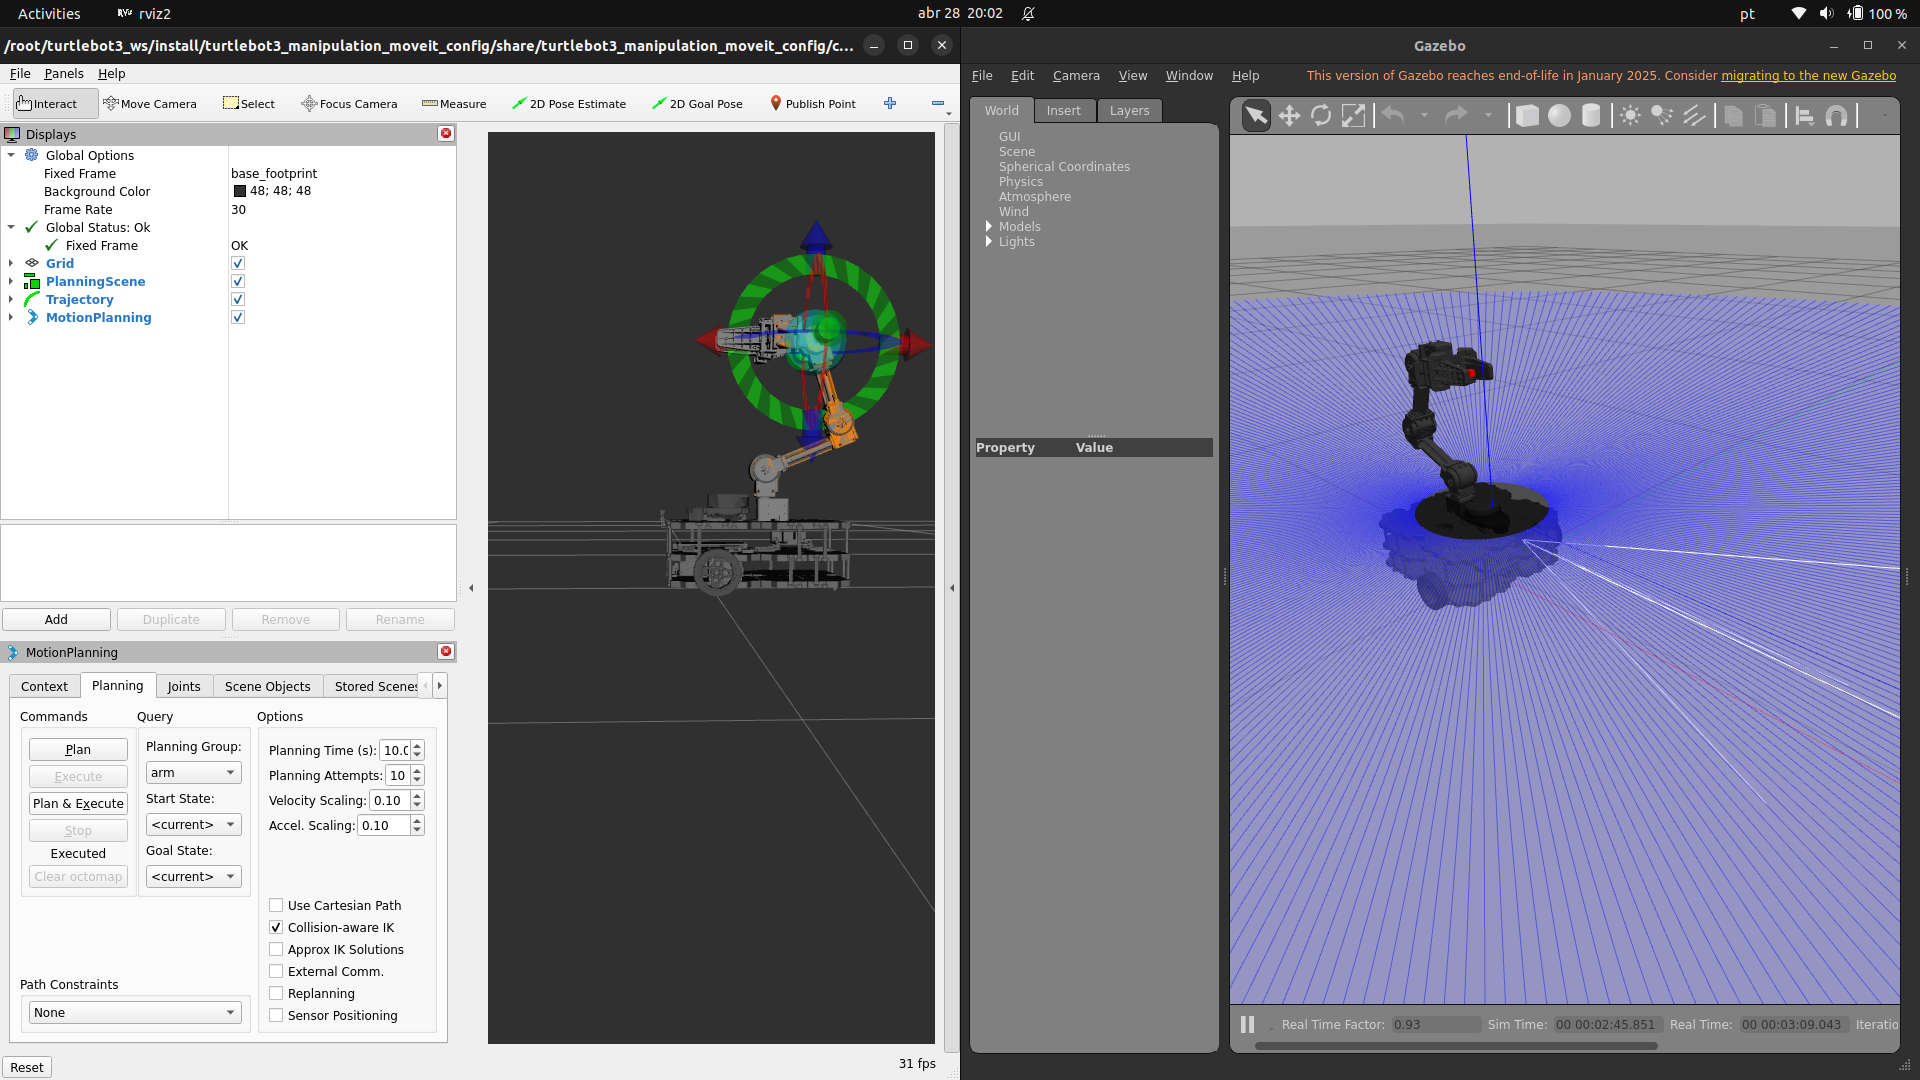 Activities
rviz2
abr 28 20:02
pt
100 %
/root/turtlebot3_ws/install/turtlebot3_manipulation_moveit_config/share/turtlebot3_manipulation_moveit_config/c...
File Panels Help
Interact Move Camera Select Focus Camera Measure 2D Pose Estimate 2D Goal Pose Publish Point
Displays
Global Options
Fixed Frame base_footprint
Background Color 48; 48; 48
Frame Rate 30
Global Status: Ok
Fixed Frame OK
Grid
PlanningScene
Trajectory
MotionPlanning
Add Duplicate Remove Rename
MotionPlanning
Context Planning Joints Scene Objects Stored Scenes
Commands Query Options
Plan
Execute
Plan & Execute
Stop
Executed
Clear octomap
Planning Group:
arm
Start State:
<current>
Goal State:
<current>
Planning Time (s): 10.0
Planning Attempts: 10
Velocity Scaling: 0.10
Accel. Scaling: 0.10
Use Cartesian Path
Collision-aware IK
Approx IK Solutions
External Comm.
Replanning
Sensor Positioning
Path Constraints
None
Reset
31 fps
Gazebo
File Edit Camera View Window Help
This version of Gazebo reaches end-of-life in January 2025. Consider migrating to the new Gazebo
World Insert Layers
GUI
Scene
Spherical Coordinates
Physics
Atmosphere
Wind
Models
Lights
Property Value
Real Time Factor: 0.93 Sim Time: 00 00:02:45.851 Real Time: 00 00:03:09.043 Iteratio